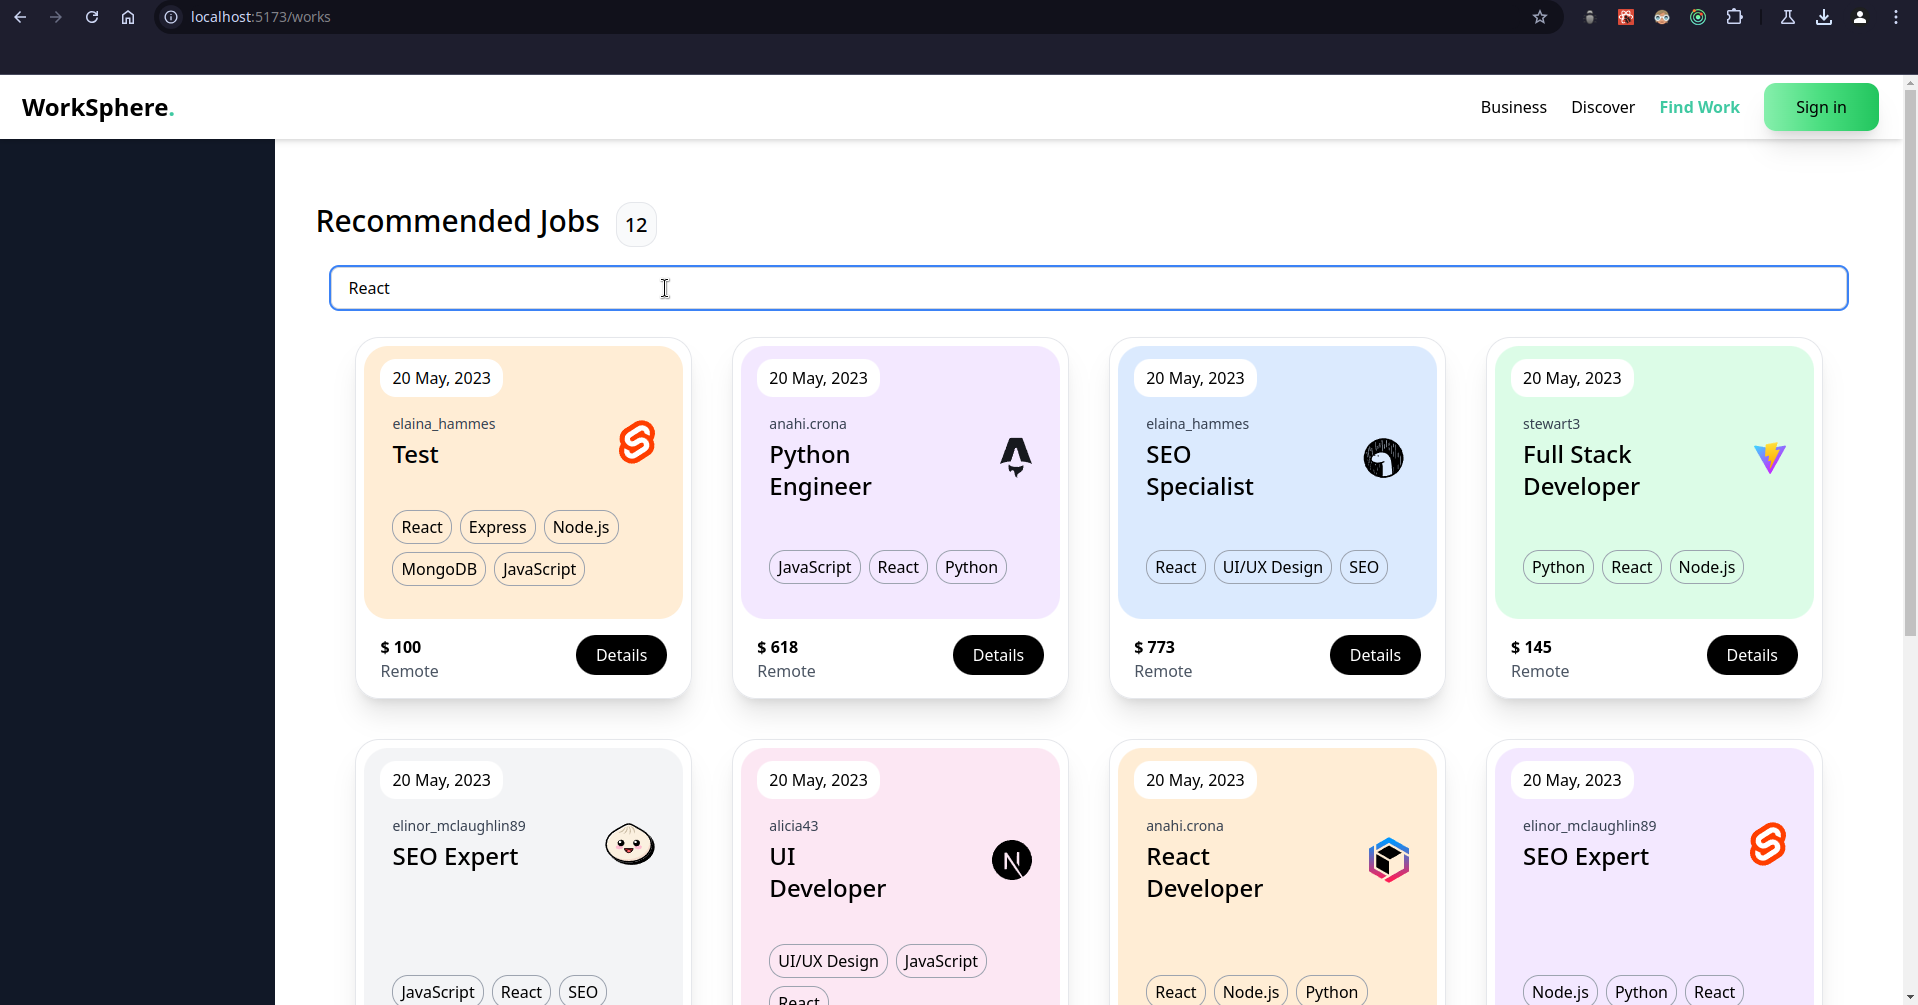 localhost:5173/works
WorkSphere.
Business Discover Find Work Sign in
Recommended Jobs 12
React
20 May, 2023
elaina_hammes
Test
React Express Node.js
MongoDB JavaScript
$ 100
Remote
Details
20 May, 2023
anahi.crona
Python
Engineer
JavaScript React Python
$ 618
Remote
Details
20 May, 2023
elaina_hammes
SEO
Specialist
React UI/UX Design SEO
$ 773
Remote
Details
20 May, 2023
stewart3
Full Stack
Developer
Python React Node.js
$ 145
Remote
Details
20 May, 2023
elinor_mclaughlin89
SEO Expert
JavaScript React SEO
20 May, 2023
alicia43
UI
Developer
UI/UX Design JavaScript
React
20 May, 2023
anahi.crona
React
Developer
React Node.js Python
20 May, 2023
elinor_mclaughlin89
SEO Expert
Node.js Python React